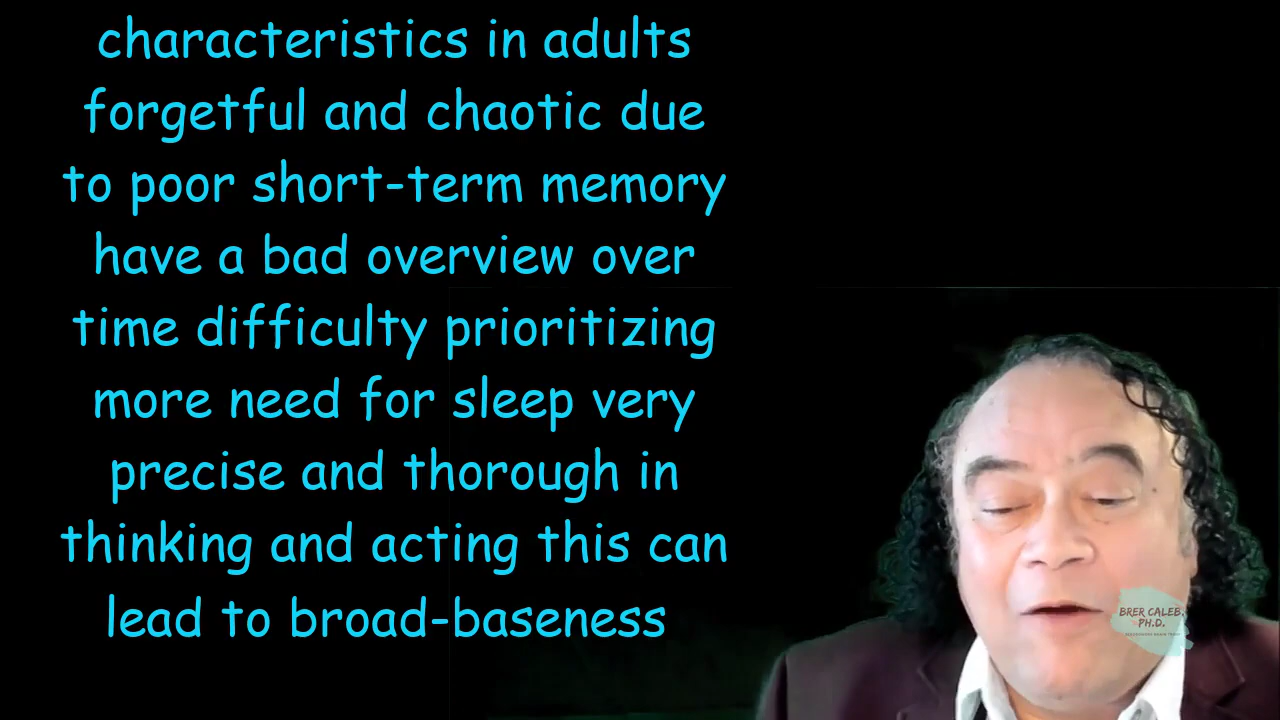 characteristics in adults
forgetful and chaotic due
to poor short-term memory
have a bad overview over
time difficulty prioritizing
more need for sleep very
precise and thorough in
thinking and acting this can
lead to broad-baseness
BRER CALEB,
PH.D.